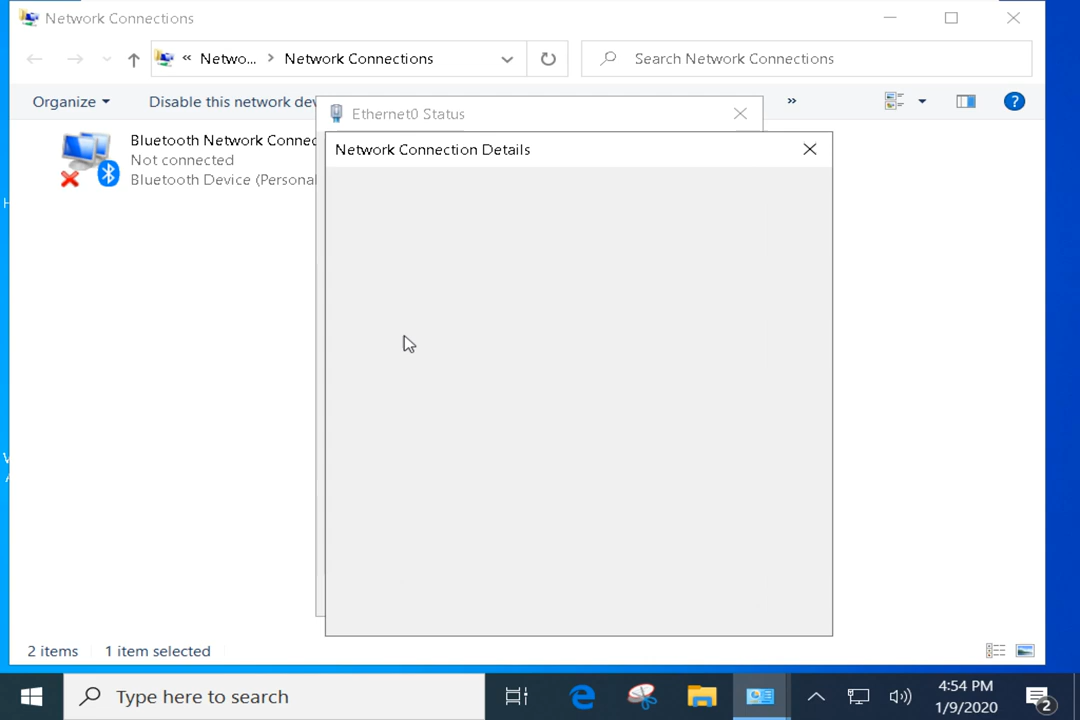 Network Connections
« Netwo... > Network Connections
Search Network Connections
Organize
Disable this network dev
»
Ethernet0 Status
Network Connection Details
Bluetooth Network Connec
Not connected
Bluetooth Device (Personal
H
V
2 items
1 item selected
Type here to search
4:54 PM
1/9/2020
2